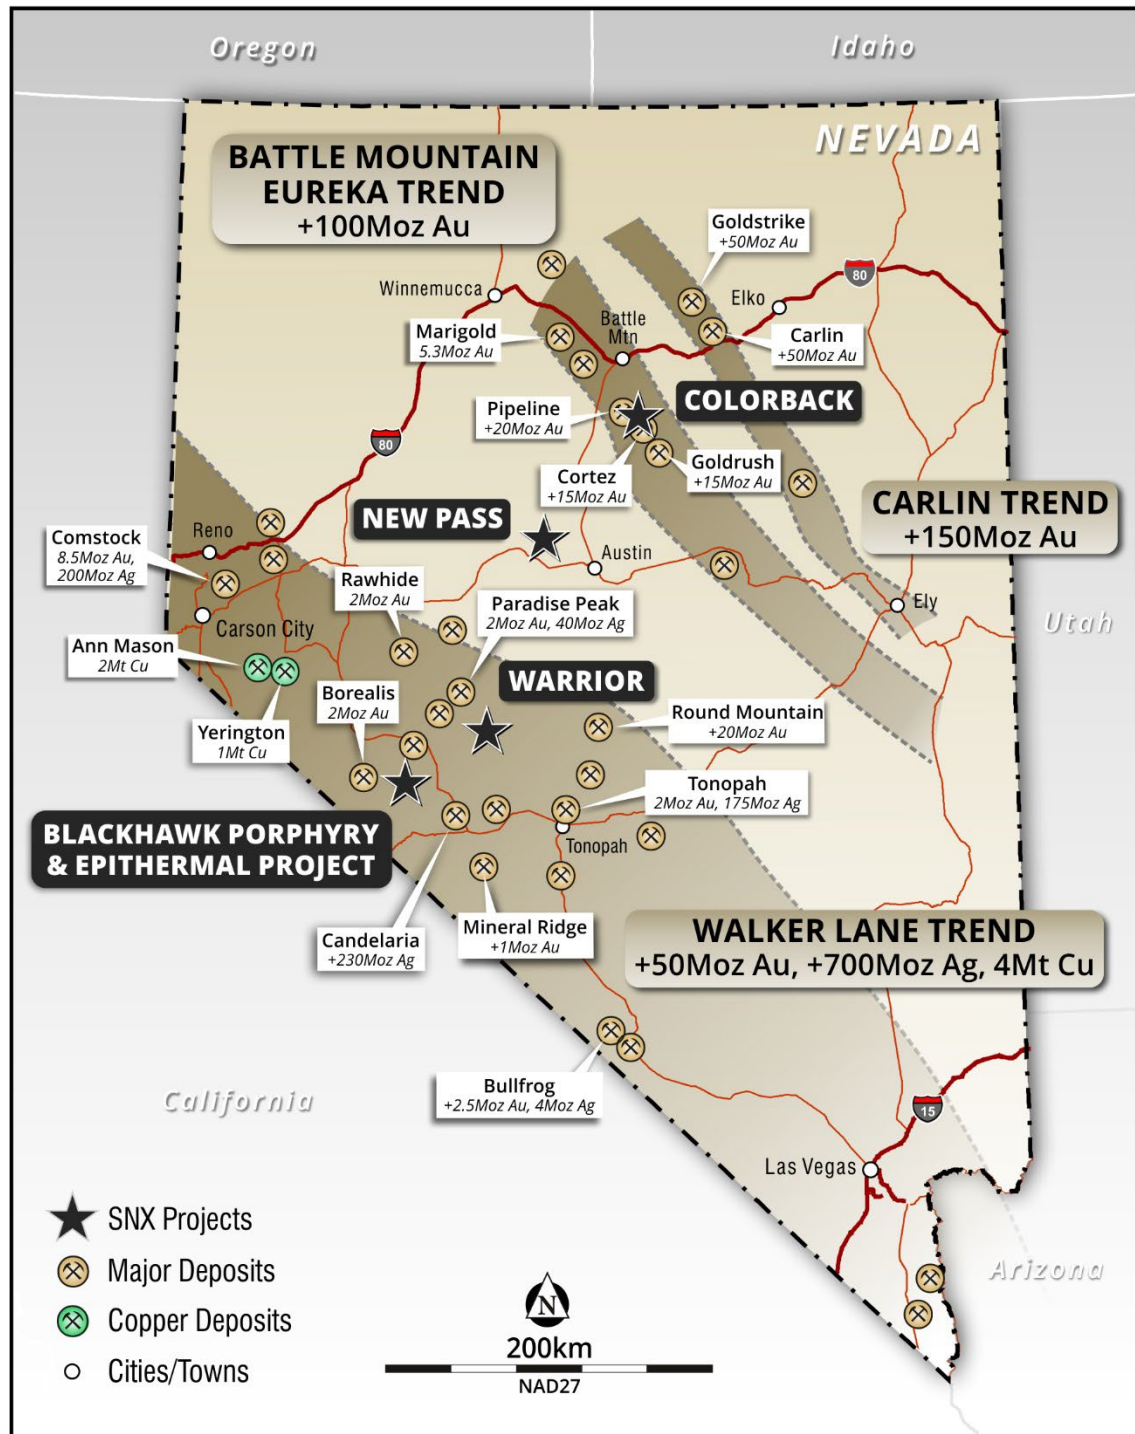 Oregon
Idaho
NEVADA
BATTLE MOUNTAIN
EUREKA TREND
+100Moz Au
Goldstrike
+50Moz Au
80
Winnemucca
Elko
Marigold
5.3Moz Au
Battle
Mtn
Carlin
+50Moz Au
COLORBACK
Pipeline
+20Moz Au
80
Cortez
+15Moz Au
Goldrush
+15Moz Au
CARLIN TREND
+150Moz Au
NEW PASS
Reno
Comstock
8.5Moz Au,
200Moz Ag
Austin
Rawhide
2Moz Au
Paradise Peak
2Moz Au, 40Moz Ag
Ely
Utah
Carson City
Ann Mason
2Mt Cu
WARRIOR
Borealis
2Moz Au
Round Mountain
+20Moz Au
Yerington
1Mt Cu
Tonopah
2Moz Au, 175Moz Ag
BLACKHAWK PORPHYRY
& EPITHERMAL PROJECT
Tonopah
Candelaria
+230Moz Ag
Mineral Ridge
+1Moz Au
WALKER LANE TREND
+50Moz Au, +700Moz Ag, 4Mt Cu
Bullfrog
+2.5Moz Au, 4Moz Ag
California
15
Las Vegas
Arizona
SNX Projects
Major Deposits
Copper Deposits
Cities/Towns
N
200km
NAD27